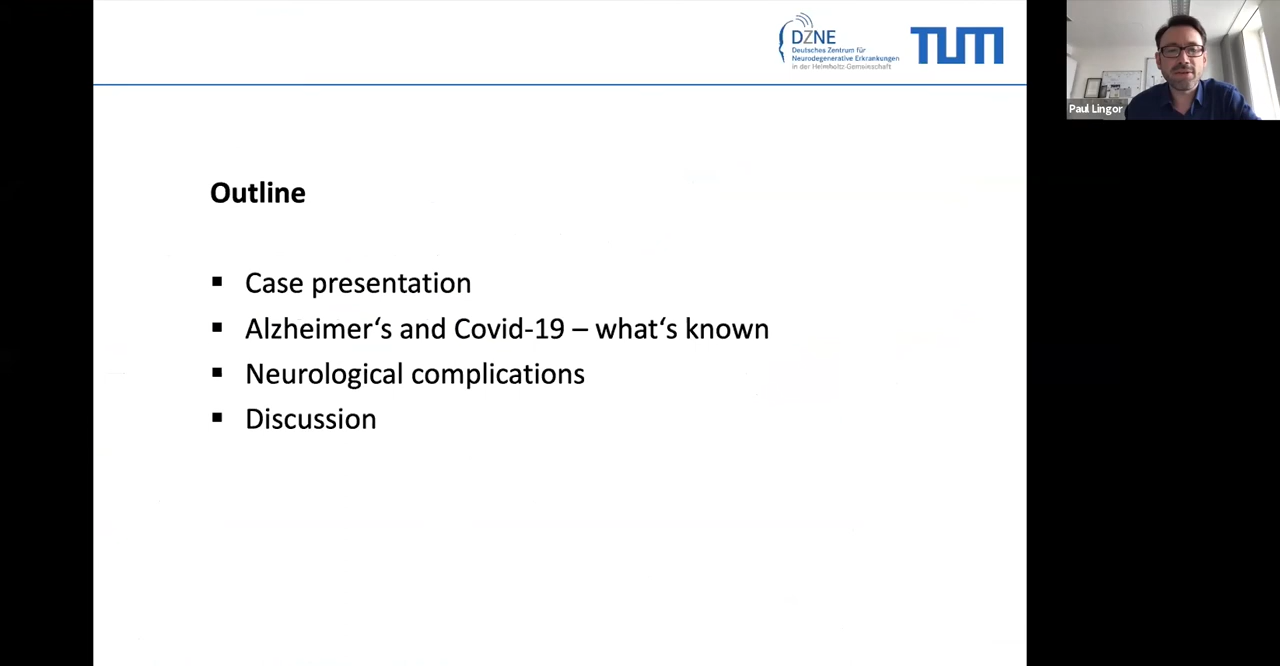 DZNE
Deutsches Zentrum für
Neurodegenerative Erkrankungen
in der Helmholtz Gemeinschaft
TUM
Paul Lingor
Outline
▪ Case presentation
▪ Alzheimer‘s and Covid-19 – what‘s known
▪ Neurological complications
▪ Discussion